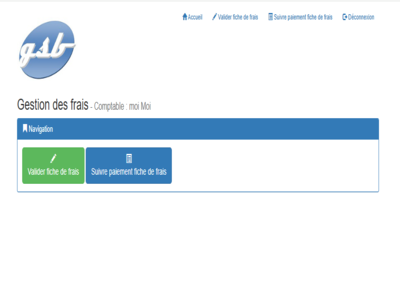 Accueil Valider fiche de frais Suivre paiement fiche de frais Déconnexion
gsb
Gestion des frais - Comptable : moi Moi
Navigation
Valider fiche de frais Suivre paiement fiche de frais